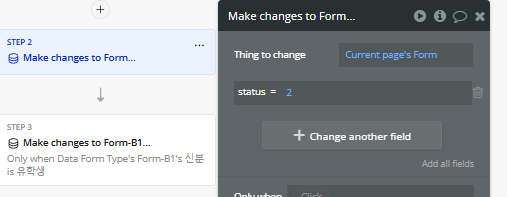 STEP 2
...
Make changes to Form...
STEP 3
Make changes to Form-B1...
Only when Data Form Type's Form-B1's 신분
is 유학생
Make changes to Form...
Thing to change Current page's Form
status = 2
Change another field
Add all fields
Only when Click